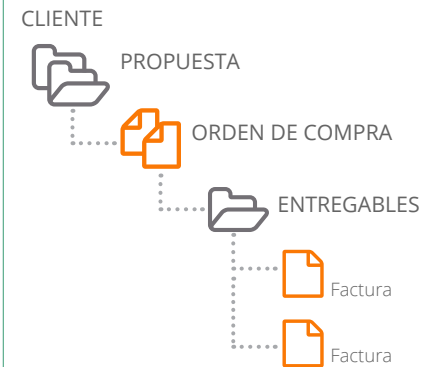 CLIENTE
PROPUESTA
ORDEN DE COMPRA
ENTREGABLES
Factura
Factura